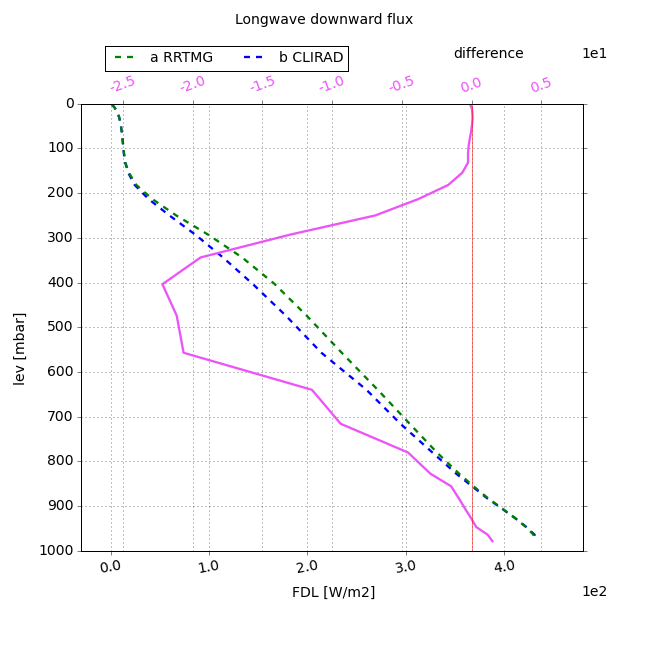 Longwave downward flux
a RRTMG b CLIRAD
difference 1e1
-2.5 -2.0 -1.5 -1.0 -0.5 0.0 0.5
0
100
200
300
400
500
600
700
800
900
1000
lev [mbar]
0.0 1.0 2.0 3.0 4.0
FDL [W/m2] 1e2